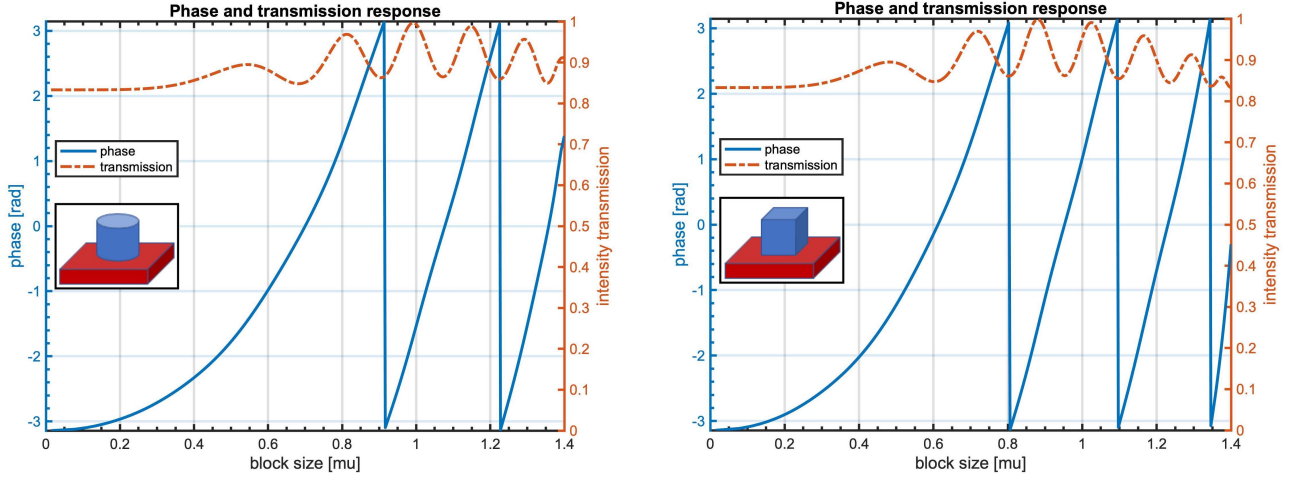 Phase and transmission response
3
2
1
0
-1
-2
-3
phase [rad]
phase
transmission
1
0.9
0.8
0.7
0.6
0.5
0.4
0.3
0.2
0.1
0
intensity transmission
0 0.2 0.4 0.6 0.8 1 1.2 1.4
block size [mu]
Phase and transmission response
3
2
1
0
-1
-2
-3
phase [rad]
phase
transmission
1
0.9
0.8
0.7
0.6
0.5
0.4
0.3
0.2
0.1
0
intensity transmission
0 0.2 0.4 0.6 0.8 1 1.2 1.4
block size [mu]